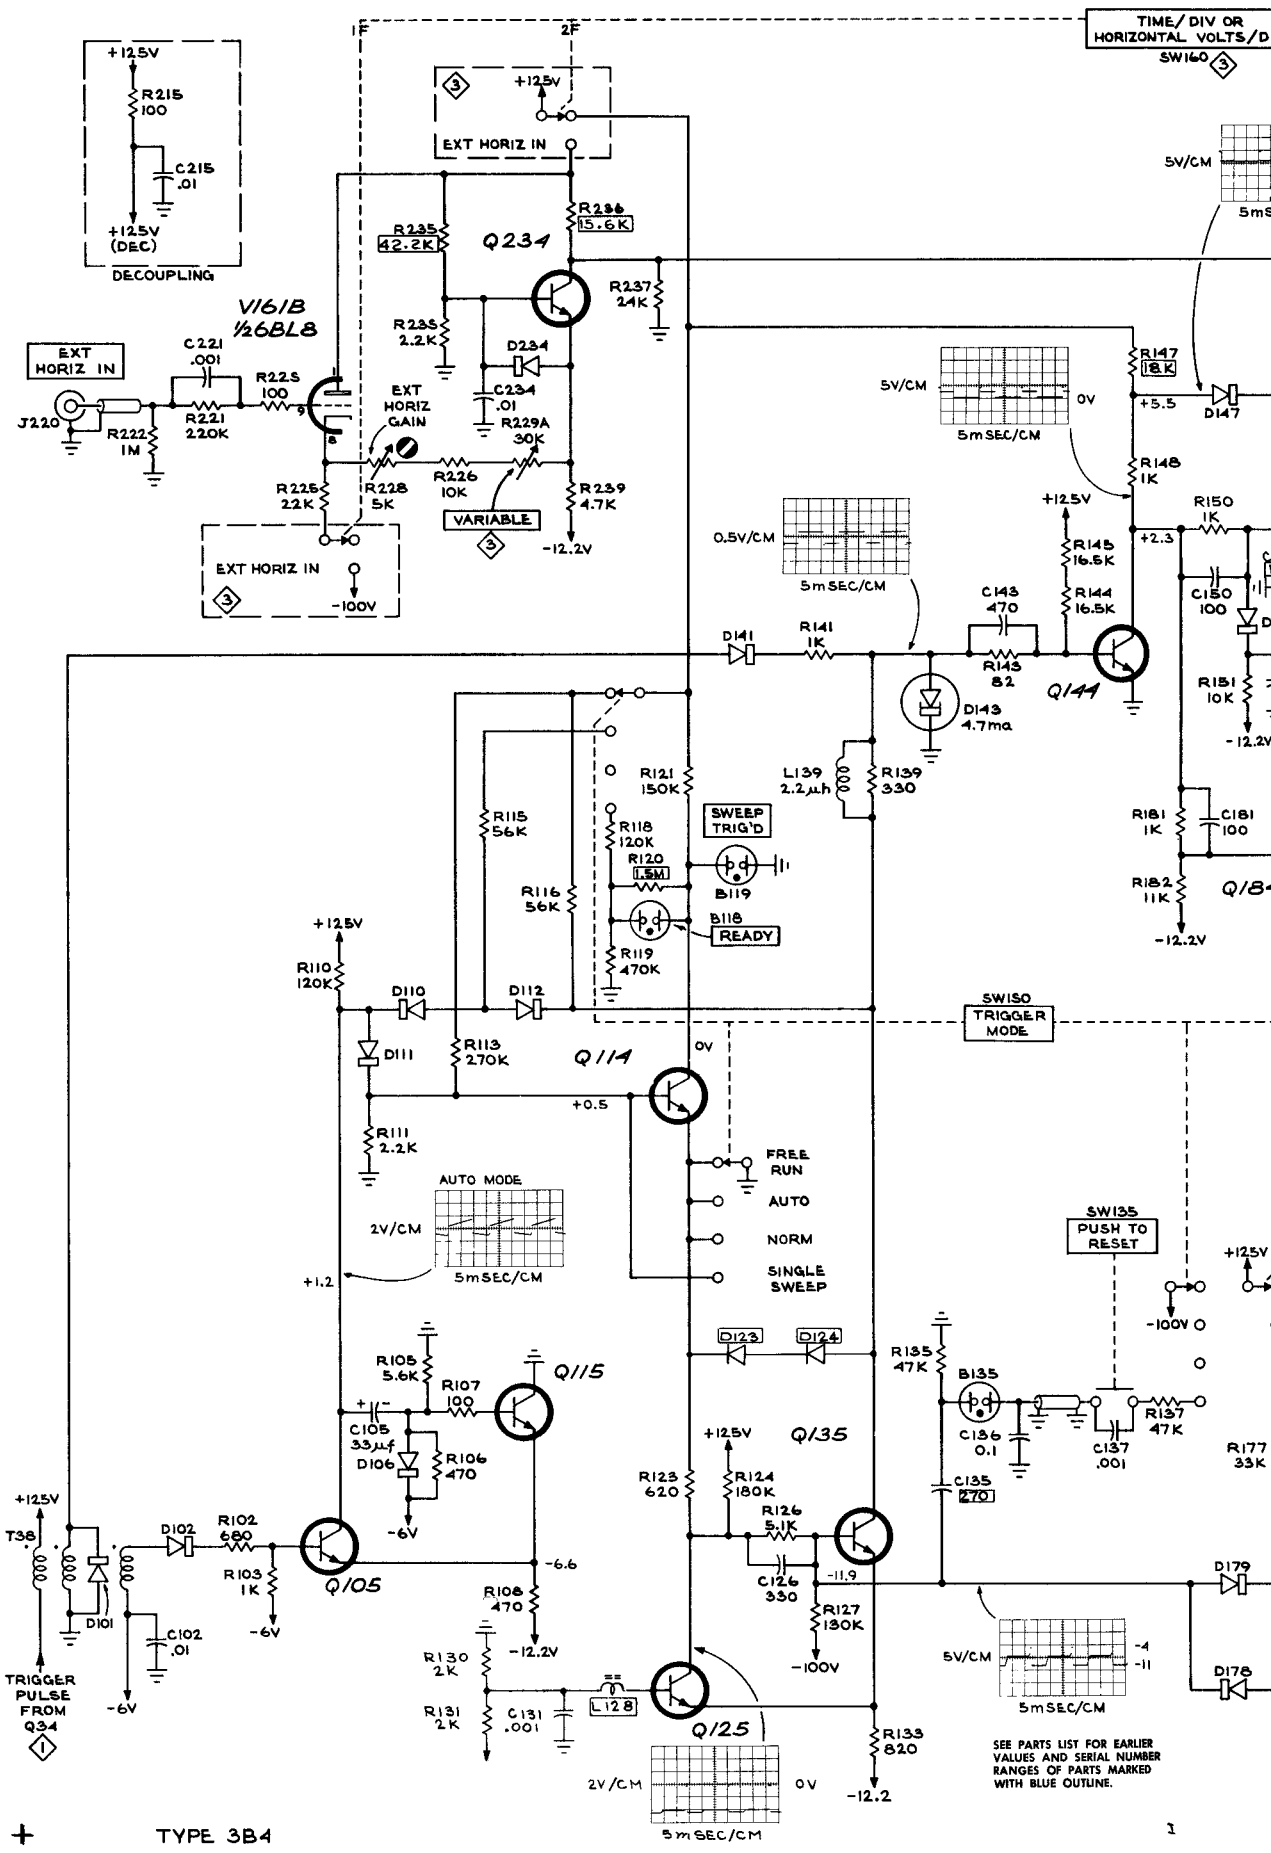 1F
2F
TIME/DIV OR
HORIZONTAL VOLTS/D
SW160
3
+125V
R215
100
C215
.01
+125V
(DEC)
DECOUPLING
3
+125V
EXT HORIZ IN
5V/CM
5mS
R235
42.2K
Q234
R236
15.6K
R237
24K
R235
2.2K
D234
C234
.01
V161B
½6BL8
EXT
HORIZ IN
J220
C221
.001
R222
1M
R221
220K
R225
100
1
9
8
EXT
HORIZ
GAIN
R229A
30K
R225
22K
R228
5K
R226
10K
VARIABLE
3
R239
4.7K
-12.2V
EXT HORIZ IN
3
-100V
5V/CM
0V
5mSEC/CM
R147
18K
+5.5
D147
R148
1K
+2.3
R150
1K
C
C150
100
D
R151
10K
-12.2V
0.5V/CM
5mSEC/CM
+125V
R145
16.5K
R144
16.5K
C143
470
R143
82
Q144
D141
R141
1K
D143
4.7ma
L139
2.2µh
R139
330
R121
150K
SWEEP
TRIG'D
B119
R118
120K
R120
1.5M
B118
READY
R119
470K
R115
56K
R116
56K
R181
1K
C181
100
R182
11K
Q184
-12.2V
+125V
R110
120K
D110
D112
D111
R113
270K
Q114
0V
+0.5
R111
2.2K
SW150
TRIGGER
MODE
FREE
RUN
AUTO
NORM
SINGLE
SWEEP
AUTO MODE
2V/CM
5mSEC/CM
+1.2
SW135
PUSH TO
RESET
+125V
-100V
D123
D124
R105
5.6K
R107
100
Q115
C105
33µf
+
-
D106
R106
470
-6V
R135
47K
B135
C136
0.1
C137
.001
R137
47K
R177
33K
+125V
Q135
R123
620
R124
180K
R126
5.1K
C126
330
-11.9
R127
130K
-100V
C135
270
+125V
T38
D102
R102
680
R103
1K
-6V
Q105
-6.6
R108
470
-12.2V
D101
C102
.01
-6V
TRIGGER
PULSE
FROM
Q34
1
R130
2K
R131
2K
C131
.001
L128
Q125
R133
820
-12.2
2V/CM
0V
5mSEC/CM
5V/CM
-4
-11
5mSEC/CM
D179
D178
SEE PARTS LIST FOR EARLIER
VALUES AND SERIAL NUMBER
RANGES OF PARTS MARKED
WITH BLUE OUTLINE.
+
TYPE 3B4
I